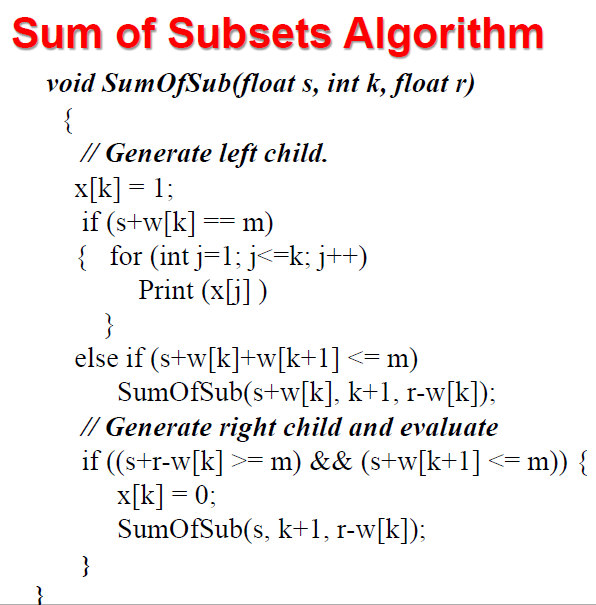 Sum of Subsets Algorithm
void SumOfSub(float s, int k, float r)
{
// Generate left child.
x[k] = 1;
if (s+w[k] == m)
{ for (int j=1; j<=k; j++)
Print (x[j] )
}
else if (s+w[k]+w[k+1] <= m)
SumOfSub(s+w[k], k+1, r-w[k]);
// Generate right child and evaluate
if ((s+r-w[k] >= m) && (s+w[k+1] <= m)) {
x[k] = 0;
SumOfSub(s, k+1, r-w[k]);
}
}